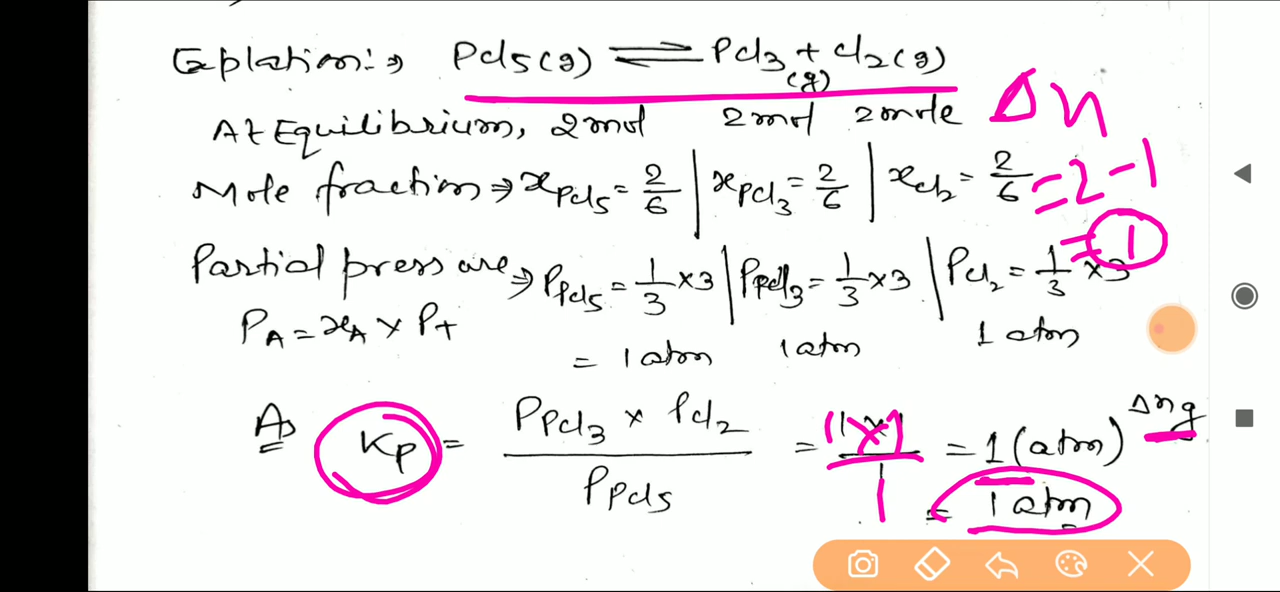 Explation:→ PCl5(g) ⇌ PCl3 + Cl2(g)
(g)
At Equilibrium, 2mol 2mol 2mole Δn
Mole fraction→ xPCl5 = 2/6 | xPCl3 = 2/6 | xCl2 = 2/6 = 2-1
= 1
Partial pressure→ PPCl5 = 1/3 ×3 | PPCl3 = 1/3 ×3 | PCl2 = 1/3 ×3
PA = xA × PT
= 1 atm 1 atm 1 atm
As Kp = PPCl3 × PCl2 / PPCl5 = 1×1 / 1 = 1 (atm)^Δng
= 1 atm